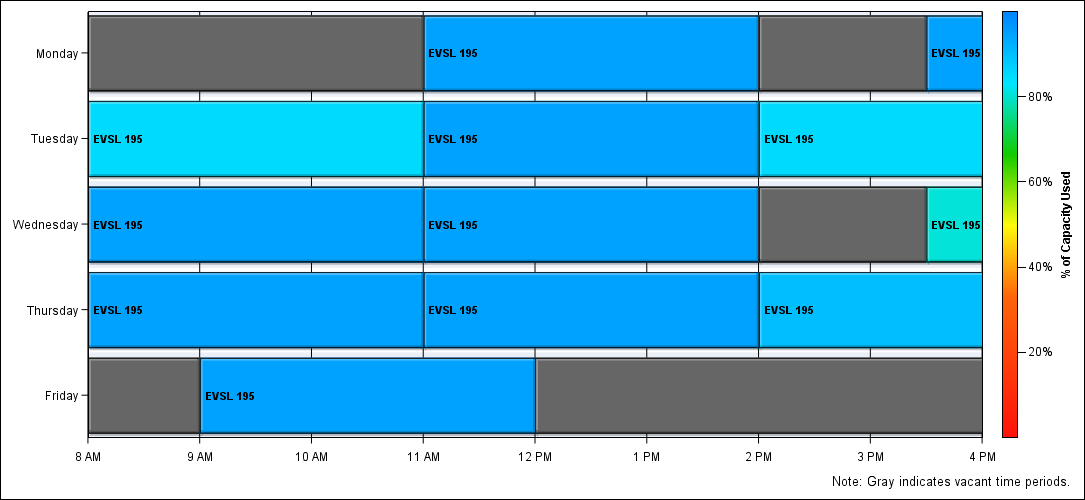 Monday
EVSL 195
EVSL 195
Tuesday
EVSL 195
EVSL 195
EVSL 195
Wednesday
EVSL 195
EVSL 195
EVSL 195
Thursday
EVSL 195
EVSL 195
EVSL 195
Friday
EVSL 195
8 AM
9 AM
10 AM
11 AM
12 PM
1 PM
2 PM
3 PM
4 PM
80%
60%
40%
20%
% of Capacity Used
Note: Gray indicates vacant time periods.